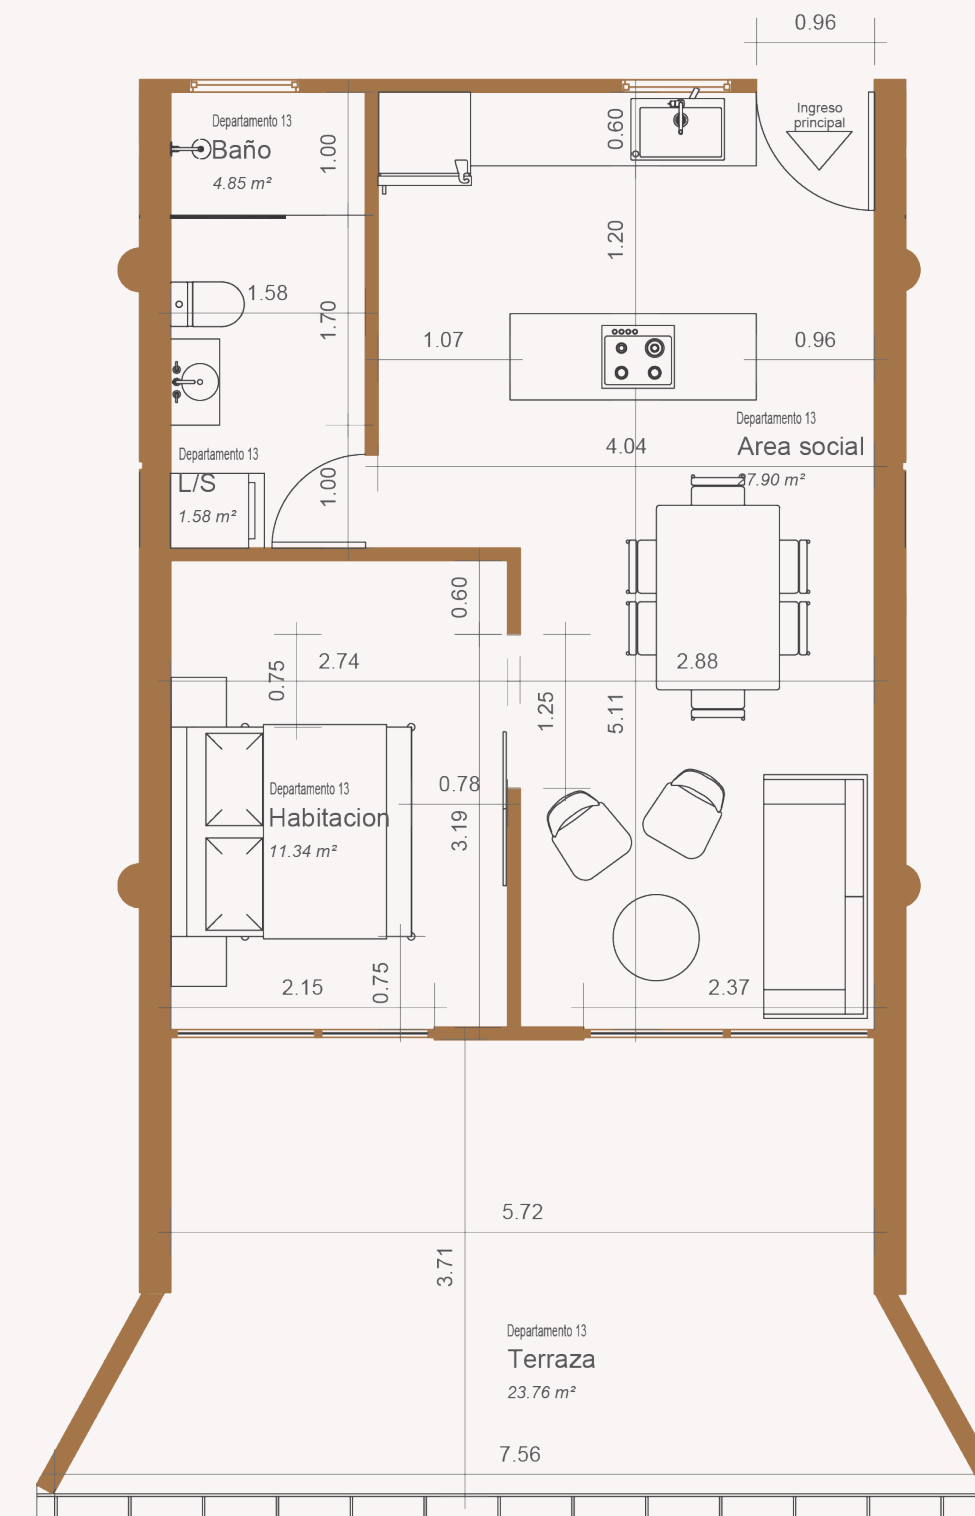 0.96
Ingreso
principal
Departamento 13
Baño
4.85 m²
1.00
0.60
1.20
1.58
1.70
1.07
0.96
Departamento 13
Area social
27.90 m²
4.04
Departamento 13
L/S
1.58 m²
1.00
0.60
2.74
0.75
2.88
1.25
5.11
Departamento 13
Habitacion
11.34 m²
0.78
3.19
2.15
0.75
2.37
5.72
3.71
Departamento 13
Terraza
23.76 m²
7.56